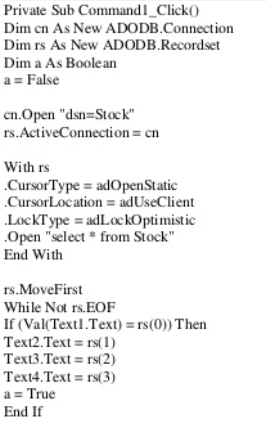 Private Sub Command1_Click()
Dim cn As New ADODB.Connection
Dim rs As New ADODB.Recordset
Dim a As Boolean
a = False

cn.Open "dsn=Stock"
rs.ActiveConnection = cn

With rs
.CursorType = adOpenStatic
.CursorLocation = adUseClient
.LockType = adLockOptimistic
.Open "select * from Stock"
End With

rs.MoveFirst
While Not rs.EOF
If (Val(Text1.Text) = rs(0)) Then
Text2.Text = rs(1)
Text3.Text = rs(2)
Text4.Text = rs(3)
a = True
End If